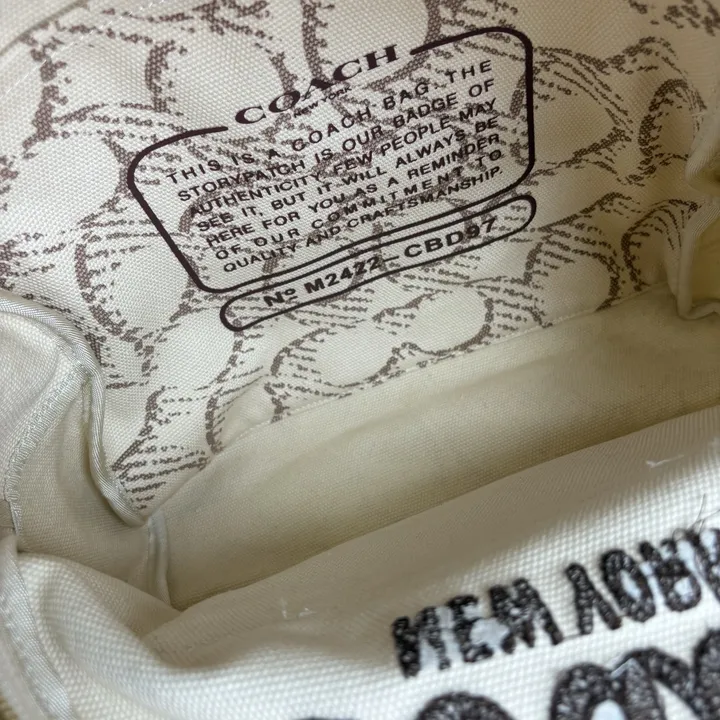 COACH
NEW YORK
THIS IS A COACH BAG. THE
STORYPATCH IS OUR BADGE OF
AUTHENTICITY. FEW PEOPLE MAY
SEE IT, BUT IT WILL ALWAYS BE
HERE FOR YOU AS A REMINDER
OF OUR COMMITMENT TO
QUALITY AND CRAFTSMANSHIP.
Nº M2422-CBD97
NEW YORK